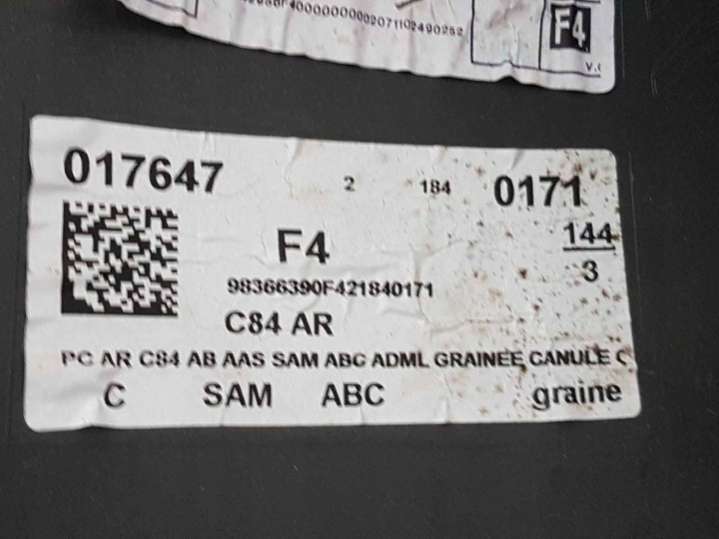 F4
017647 2 184 0171
F4 144
3
98366390F421840171
C84 AR
PC AR C84 AB AAS SAM ABC ADML GRAINEE CANULE C
C SAM ABC graine